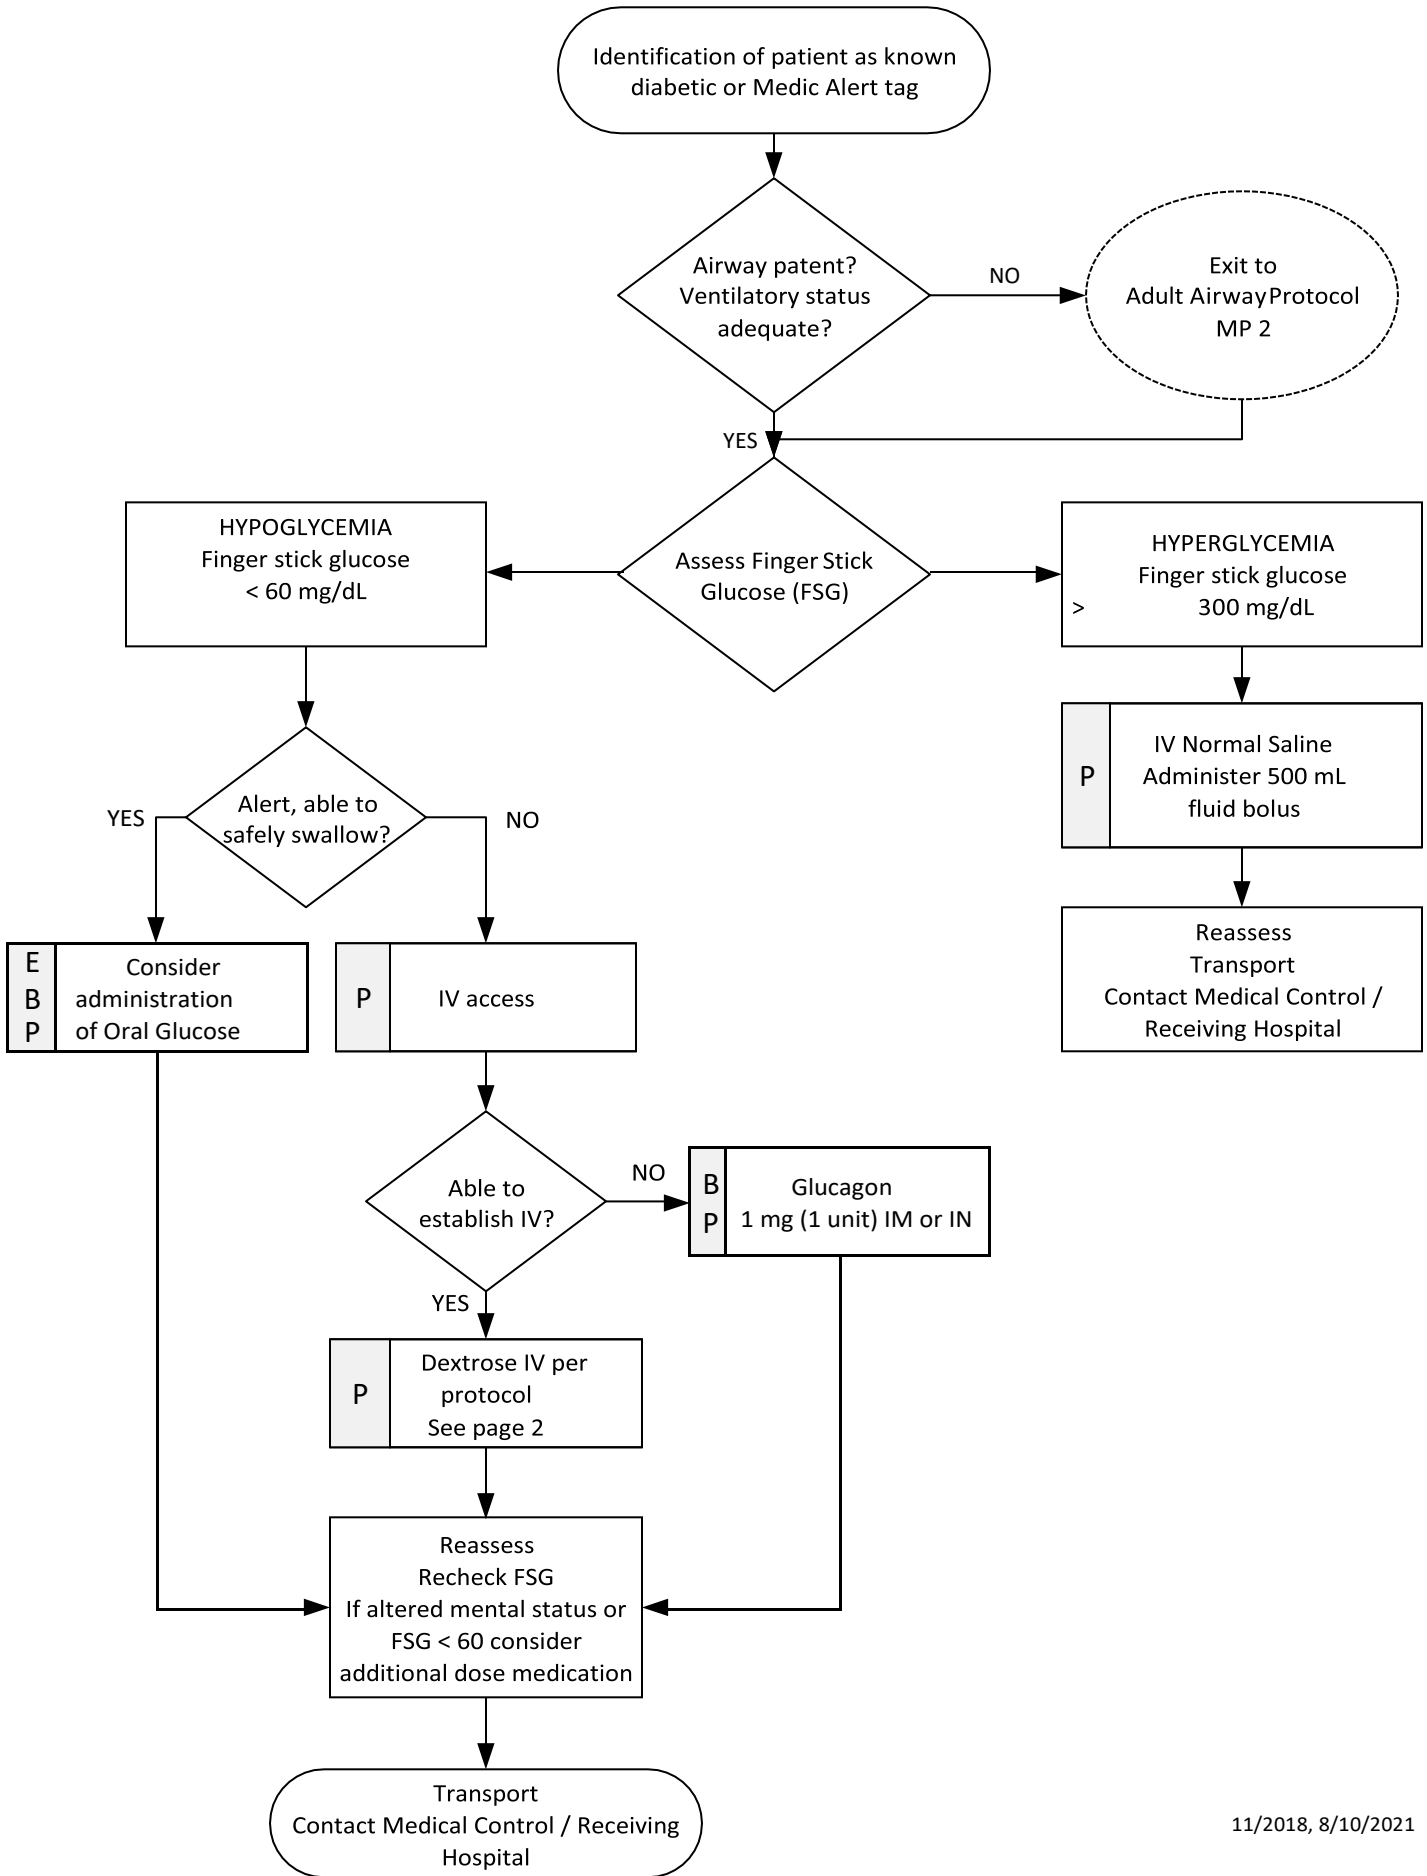 Identification of patient as known
diabetic or Medic Alert tag
Airway patent?
Ventilatory status
adequate?
NO
Exit to
Adult AirwayProtocol
MP 2
YES
HYPOGLYCEMIA
Finger stick glucose
< 60 mg/dL
Assess Finger Stick
Glucose (FSG)
HYPERGLYCEMIA
Finger stick glucose
> 300 mg/dL
P
IV Normal Saline
Administer 500 mL
fluid bolus
Reassess
Transport
Contact Medical Control /
Receiving Hospital
Alert, able to
safely swallow?
YES
NO
E
B
P
Consider
administration
of Oral Glucose
P
IV access
Able to
establish IV?
NO
B
P
Glucagon
1 mg (1 unit) IM or IN
YES
P
Dextrose IV per
protocol
See page 2
Reassess
Recheck FSG
If altered mental status or
FSG < 60 consider
additional dose medication
Transport
Contact Medical Control / Receiving
Hospital
11/2018, 8/10/2021